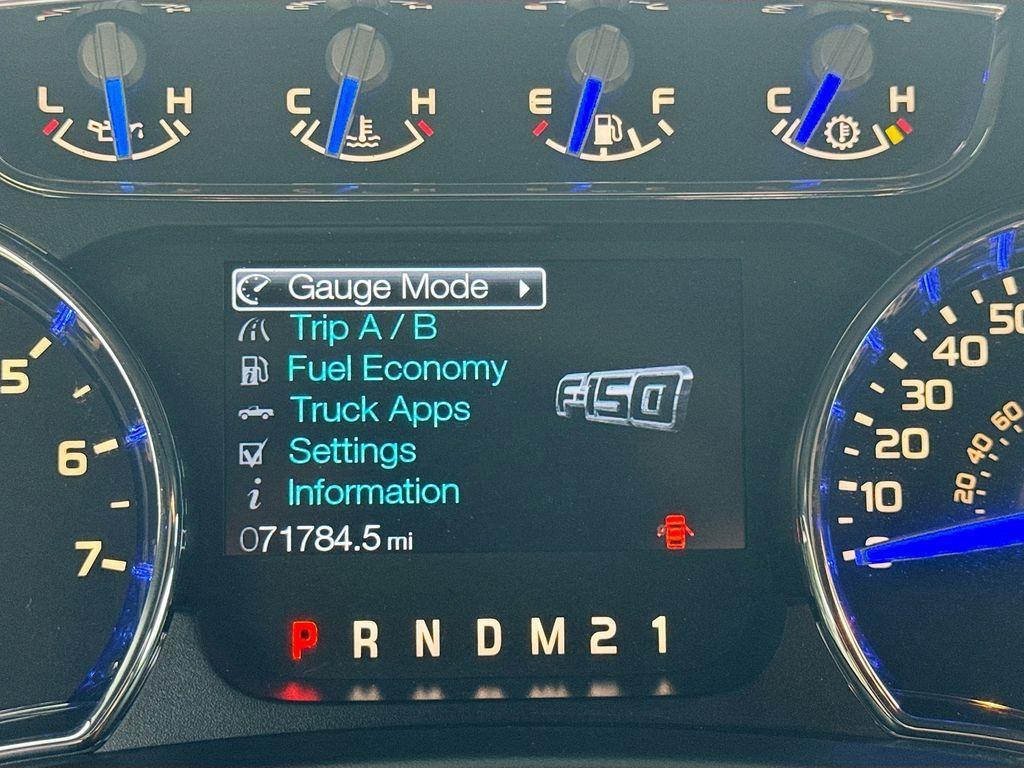 L H C H E F C H
Gauge Mode
Trip A / B
Fuel Economy
Truck Apps
Settings
Information
F-150
071784.5 mi
P R N D M 2 1
5
6
7
50
40
30
20
10
0
60
40
20